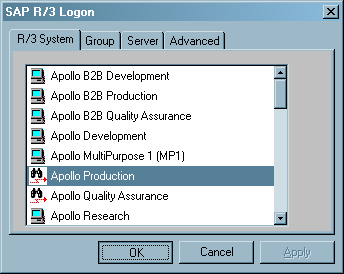 SAP R/3 Logon
R/3 System Group Server Advanced
Apollo B2B Development
Apollo B2B Production
Apollo B2B Quality Assurance
Apollo Development
Apollo MultiPurpose 1 (MP1)
Apollo Production
Apollo Quality Assurance
Apollo Research
OK Cancel Apply